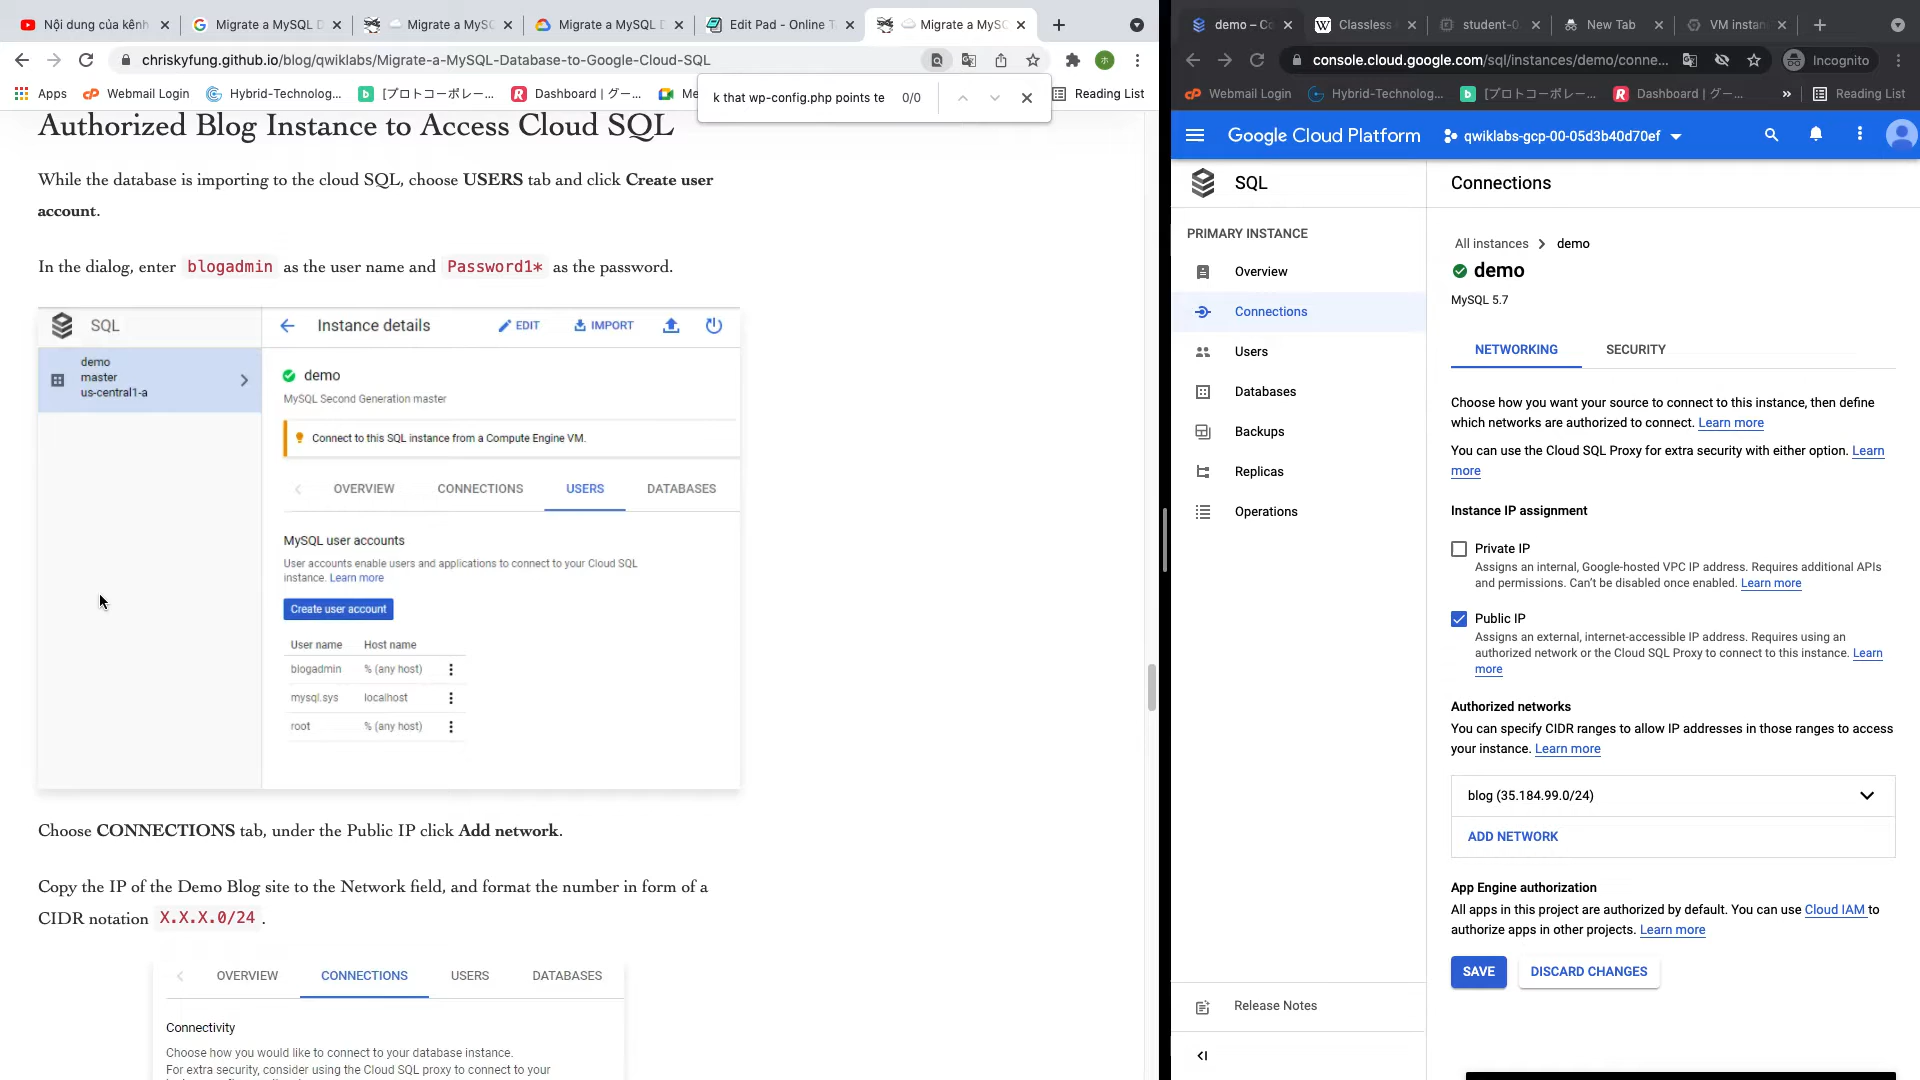 Nội dung của kênh
Migrate a MySQL D
Migrate a MySC
Migrate a MySQL D
Edit Pad - Online T
Migrate a MySC
chriskyfung.github.io/blog/qwiklabs/Migrate-a-MySQL-Database-to-Google-Cloud-SQL
Apps
Webmail Login
Hybrid-Technolog...
[プロトコーポレー...
Dashboard | グー...
Me
Reading List
k that wp-config.php points te
0/0
Authorized Blog Instance to Access Cloud SQL
While the database is importing to the cloud SQL, choose USERS tab and click Create user
account.
In the dialog, enter blogadmin as the user name and Password1* as the password.
SQL
Instance details
EDIT
IMPORT
demo
master
us-central1-a
demo
MySQL Second Generation master
Connect to this SQL instance from a Compute Engine VM.
OVERVIEW
CONNECTIONS
USERS
DATABASES
MySQL user accounts
User accounts enable users and applications to connect to your Cloud SQL
instance. Learn more
Create user account
User name Host name
blogadmin % (any host)
mysql.sys localhost
root % (any host)
Choose CONNECTIONS tab, under the Public IP click Add network.
Copy the IP of the Demo Blog site to the Network field, and format the number in form of a
CIDR notation X.X.X.0/24 .
OVERVIEW
CONNECTIONS
USERS
DATABASES
Connectivity
Choose how you would like to connect to your database instance.
For extra security, consider using the Cloud SQL proxy to connect to your
demo – Co
Classless
student-0
New Tab
VM instan
console.cloud.google.com/sql/instances/demo/conne...
Incognito
Webmail Login
Hybrid-Technolog...
[プロトコーポレー...
Dashboard | グー...
»
Reading List
Google Cloud Platform
qwiklabs-gcp-00-05d3b40d70ef
SQL
Connections
PRIMARY INSTANCE
Overview
Connections
Users
Databases
Backups
Replicas
Operations
Release Notes
All instances
demo
demo
MySQL 5.7
NETWORKING
SECURITY
Choose how you want your source to connect to this instance, then define
which networks are authorized to connect. Learn more
You can use the Cloud SQL Proxy for extra security with either option. Learn
more
Instance IP assignment
Private IP
Assigns an internal, Google-hosted VPC IP address. Requires additional APIs
and permissions. Can't be disabled once enabled. Learn more
Public IP
Assigns an external, internet-accessible IP address. Requires using an
authorized network or the Cloud SQL Proxy to connect to this instance. Learn
more
Authorized networks
You can specify CIDR ranges to allow IP addresses in those ranges to access
your instance. Learn more
blog (35.184.99.0/24)
ADD NETWORK
App Engine authorization
All apps in this project are authorized by default. You can use Cloud IAM to
authorize apps in other projects. Learn more
SAVE
DISCARD CHANGES